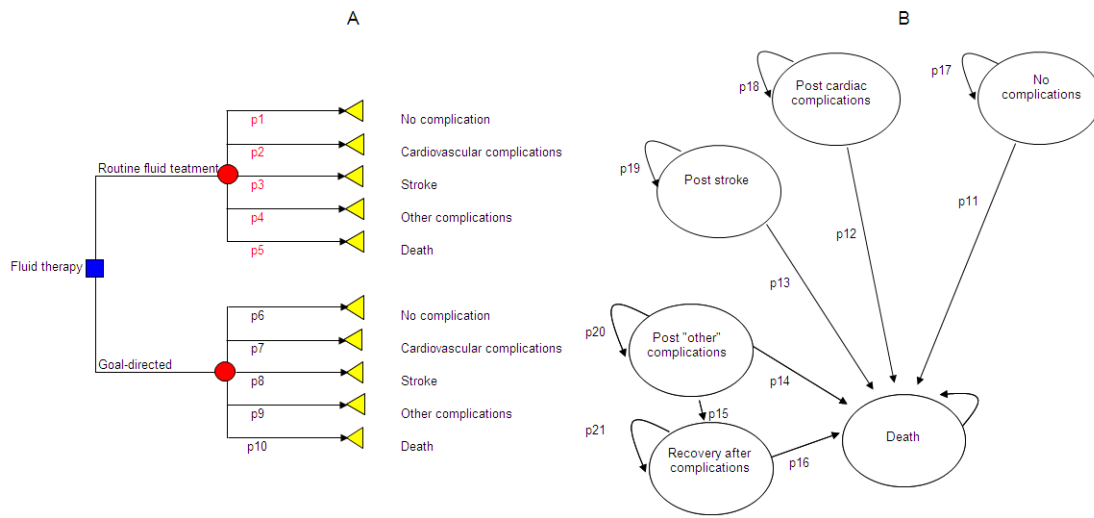 A
p1
No complication
p2
Cardiovascular complications
Routine fluid teatment
p3
Stroke
p4
Other complications
p5
Death
Fluid therapy
p6
No complication
p7
Cardiovascular complications
Goal-directed
p8
Stroke
p9
Other complications
p10
Death
B
p18
Post cardiac
complications
p17
No
complications
p19
Post stroke
p11
p12
p13
p20
Post "other"
complications
p14
p15
p21
Recovery after
complications
p16
Death